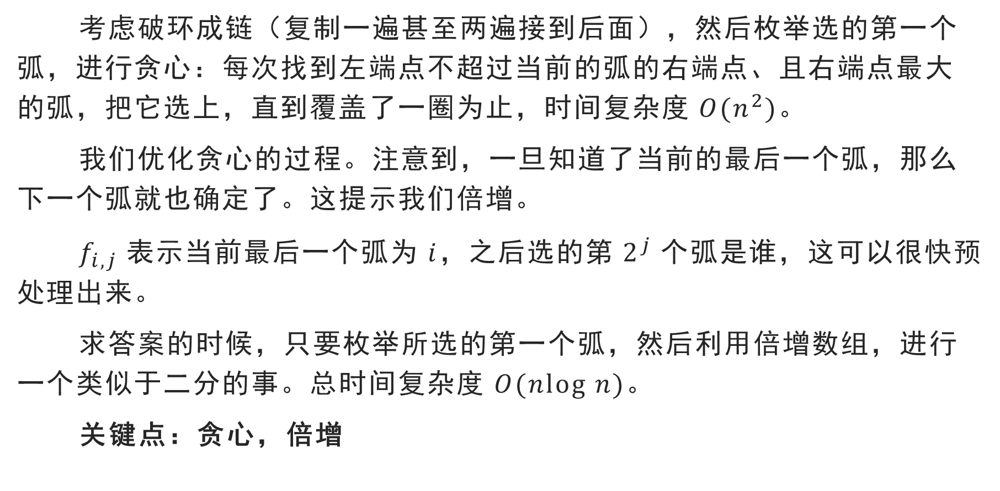 考虑破环成链（复制一遍甚至两遍接到后面），然后枚举选的第一个
弧，进行贪心：每次找到左端点不超过当前的弧的右端点、且右端点最大
的弧，把它选上，直到覆盖了一圈为止，时间复杂度 O(n²)。
我们优化贪心的过程。注意到，一旦知道了当前的最后一个弧，那么
下一个弧就也确定了。这提示我们倍增。
f_{i,j} 表示当前最后一个弧为 i，之后选的第 2^j 个弧是谁，这可以很快预
处理出来。
求答案的时候，只要枚举所选的第一个弧，然后利用倍增数组，进行
一个类似于二分的事。总时间复杂度 O(nlog n)。
关键点：贪心，倍增